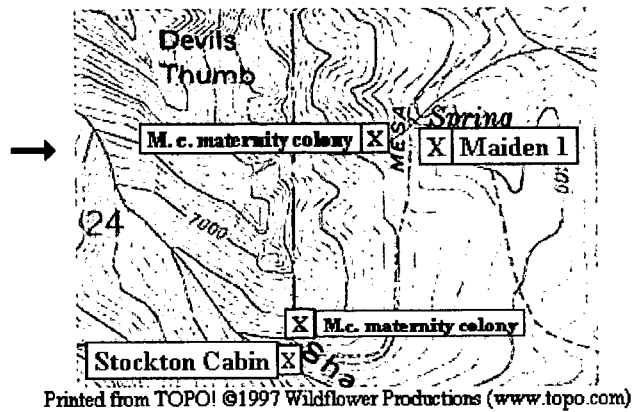 Devils
Thumb
M. c. maternity colony X
MESA
Spring
X Maiden 1
24
7000
X M.c. maternity colony
Stockton Cabin X
Sha
Printed from TOPO! ©1997 Wildflower Productions (www.topo.com)